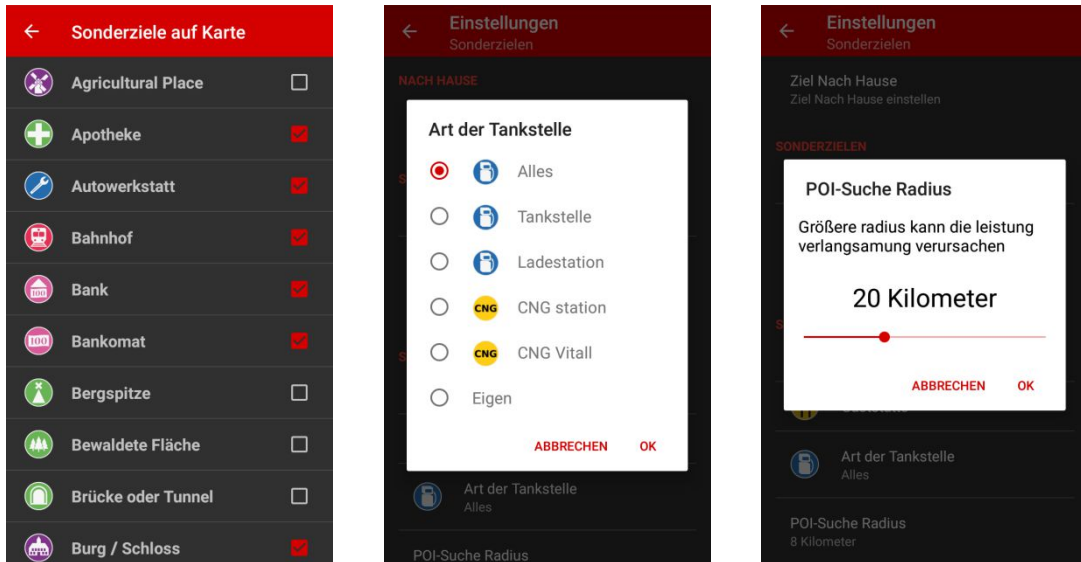 Sonderziele auf Karte
Agricultural Place
Apotheke
Autowerkstatt
Bahnhof
100
Bank
100
Bankomat
Bergspitze
Bewaldete Fläche
Brücke oder Tunnel
Burg / Schloss
Einstellungen
Sonderzielen
NACH HAUSE
Art der Tankstelle
Alles
Tankstelle
Ladestation
CNG
CNG station
CNG
CNG Vitall
Eigen
ABBRECHEN
OK
Art der Tankstelle
Alles
POI-Suche Radius
Einstellungen
Sonderzielen
Ziel Nach Hause
Ziel Nach Hause einstellen
SONDERZIELEN
POI-Suche Radius
Größere radius kann die leistung
verlangsamung verursachen
20 Kilometer
ABBRECHEN
OK
Art der Tankstelle
Alles
POI-Suche Radius
8 Kilometer